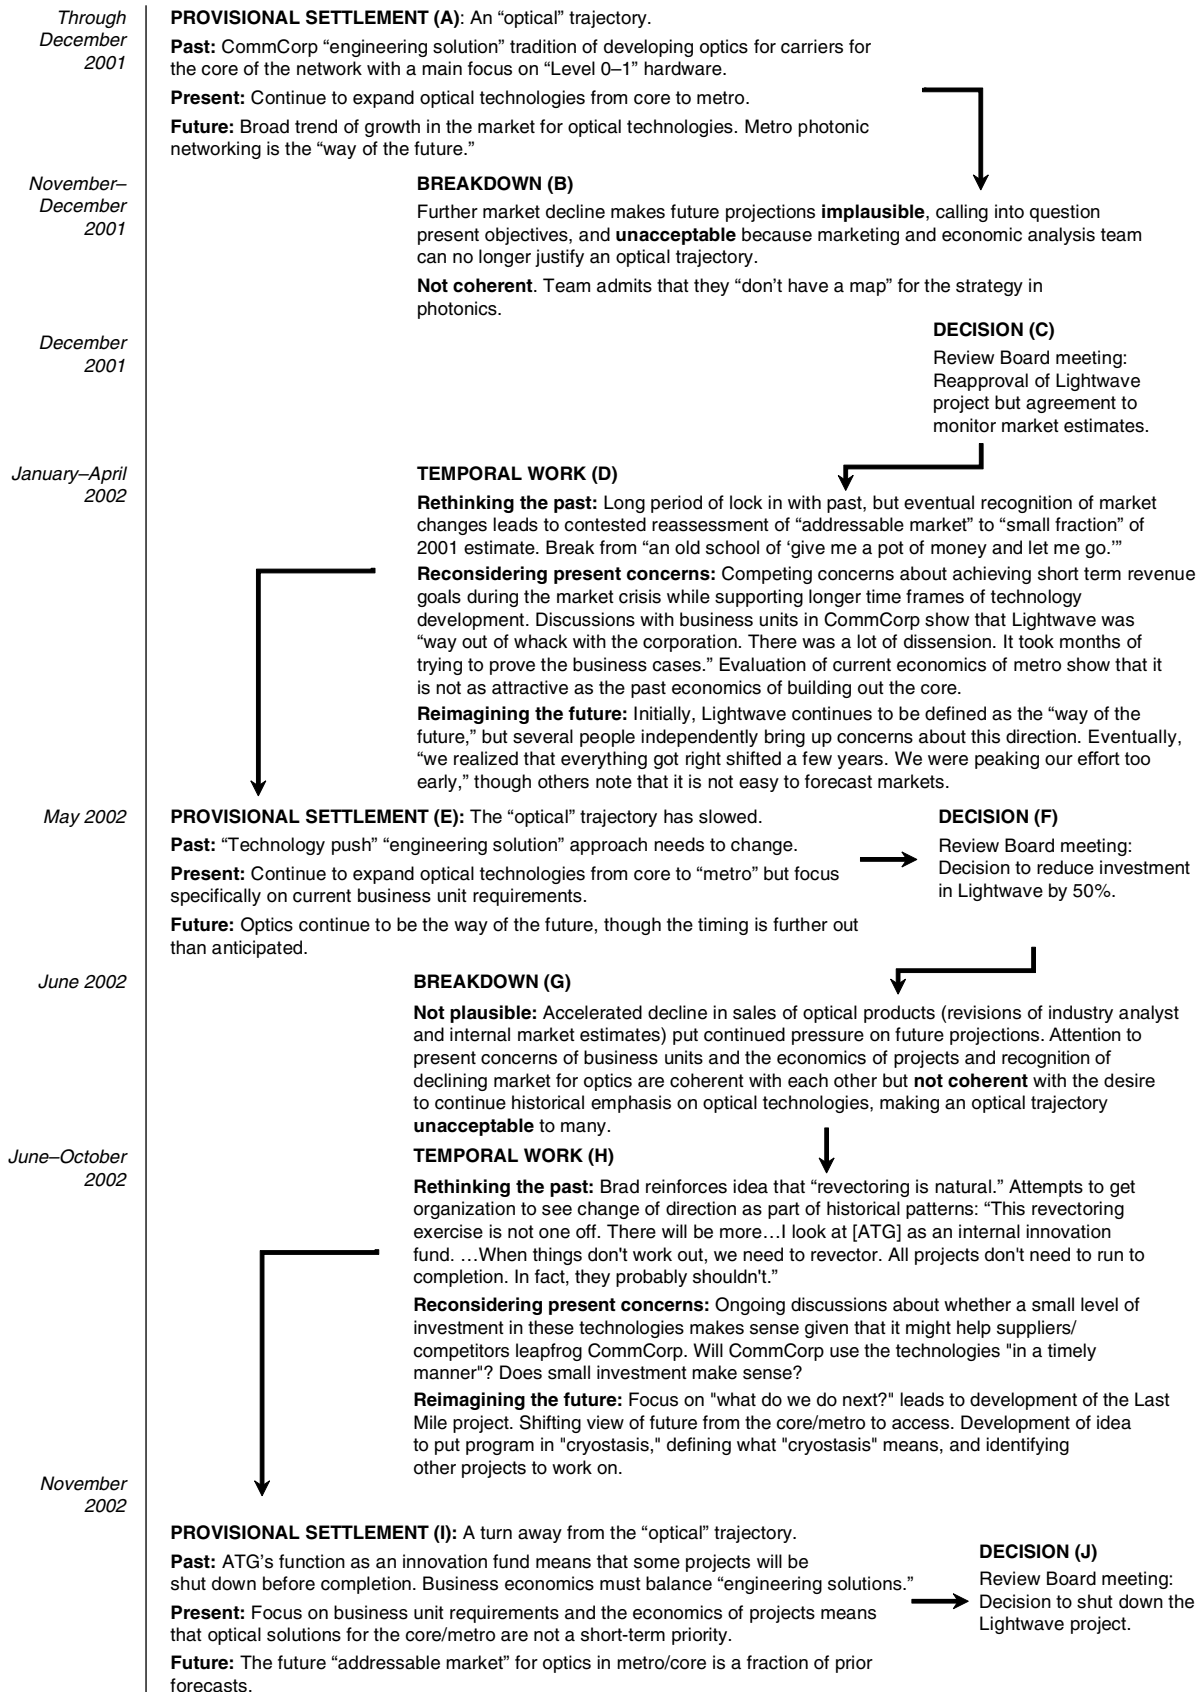 Through
December
2001
PROVISIONAL SETTLEMENT (A): An “optical” trajectory.
Past: CommCorp “engineering solution” tradition of developing optics for carriers for
the core of the network with a main focus on “Level 0–1” hardware.
Present: Continue to expand optical technologies from core to metro.
Future: Broad trend of growth in the market for optical technologies. Metro photonic
networking is the “way of the future.”
November–
December
2001
BREAKDOWN (B)
Further market decline makes future projections implausible, calling into question
present objectives, and unacceptable because marketing and economic analysis team
can no longer justify an optical trajectory.
Not coherent. Team admits that they “don’t have a map” for the strategy in
photonics.
December
2001
DECISION (C)
Review Board meeting:
Reapproval of Lightwave
project but agreement to
monitor market estimates.
January–April
2002
TEMPORAL WORK (D)
Rethinking the past: Long period of lock in with past, but eventual recognition of market
changes leads to contested reassessment of “addressable market” to “small fraction” of
2001 estimate. Break from “an old school of ‘give me a pot of money and let me go.’”
Reconsidering present concerns: Competing concerns about achieving short term revenue
goals during the market crisis while supporting longer time frames of technology
development. Discussions with business units in CommCorp show that Lightwave was
“way out of whack with the corporation. There was a lot of dissension. It took months of
trying to prove the business cases.” Evaluation of current economics of metro show that it
is not as attractive as the past economics of building out the core.
Reimagining the future: Initially, Lightwave continues to be defined as the “way of the
future,” but several people independently bring up concerns about this direction. Eventually,
“we realized that everything got right shifted a few years. We were peaking our effort too
early,” though others note that it is not easy to forecast markets.
May 2002
PROVISIONAL SETTLEMENT (E): The “optical” trajectory has slowed.
Past: “Technology push” “engineering solution” approach needs to change.
Present: Continue to expand optical technologies from core to “metro” but focus
specifically on current business unit requirements.
Future: Optics continue to be the way of the future, though the timing is further out
than anticipated.
DECISION (F)
Review Board meeting:
Decision to reduce investment
in Lightwave by 50%.
June 2002
BREAKDOWN (G)
Not plausible: Accelerated decline in sales of optical products (revisions of industry analyst
and internal market estimates) put continued pressure on future projections. Attention to
present concerns of business units and the economics of projects and recognition of
declining market for optics are coherent with each other but not coherent with the desire
to continue historical emphasis on optical technologies, making an optical trajectory
unacceptable to many.
June–October
2002
TEMPORAL WORK (H)
Rethinking the past: Brad reinforces idea that “revectoring is natural.” Attempts to get
organization to see change of direction as part of historical patterns: “This revectoring
exercise is not one off. There will be more…I look at [ATG] as an internal innovation
fund. …When things don't work out, we need to revector. All projects don't need to run to
completion. In fact, they probably shouldn't.”
Reconsidering present concerns: Ongoing discussions about whether a small level of
investment in these technologies makes sense given that it might help suppliers/
competitors leapfrog CommCorp. Will CommCorp use the technologies "in a timely
manner"? Does small investment make sense?
Reimagining the future: Focus on "what do we do next?" leads to development of the Last
Mile project. Shifting view of future from the core/metro to access. Development of idea
to put program in "cryostasis," defining what "cryostasis" means, and identifying
other projects to work on.
November
2002
PROVISIONAL SETTLEMENT (I): A turn away from the “optical” trajectory.
Past: ATG’s function as an innovation fund means that some projects will be
shut down before completion. Business economics must balance “engineering solutions.”
Present: Focus on business unit requirements and the economics of projects means
that optical solutions for the core/metro are not a short-term priority.
Future: The future “addressable market” for optics in metro/core is a fraction of prior
forecasts.
DECISION (J)
Review Board meeting:
Decision to shut down the
Lightwave project.